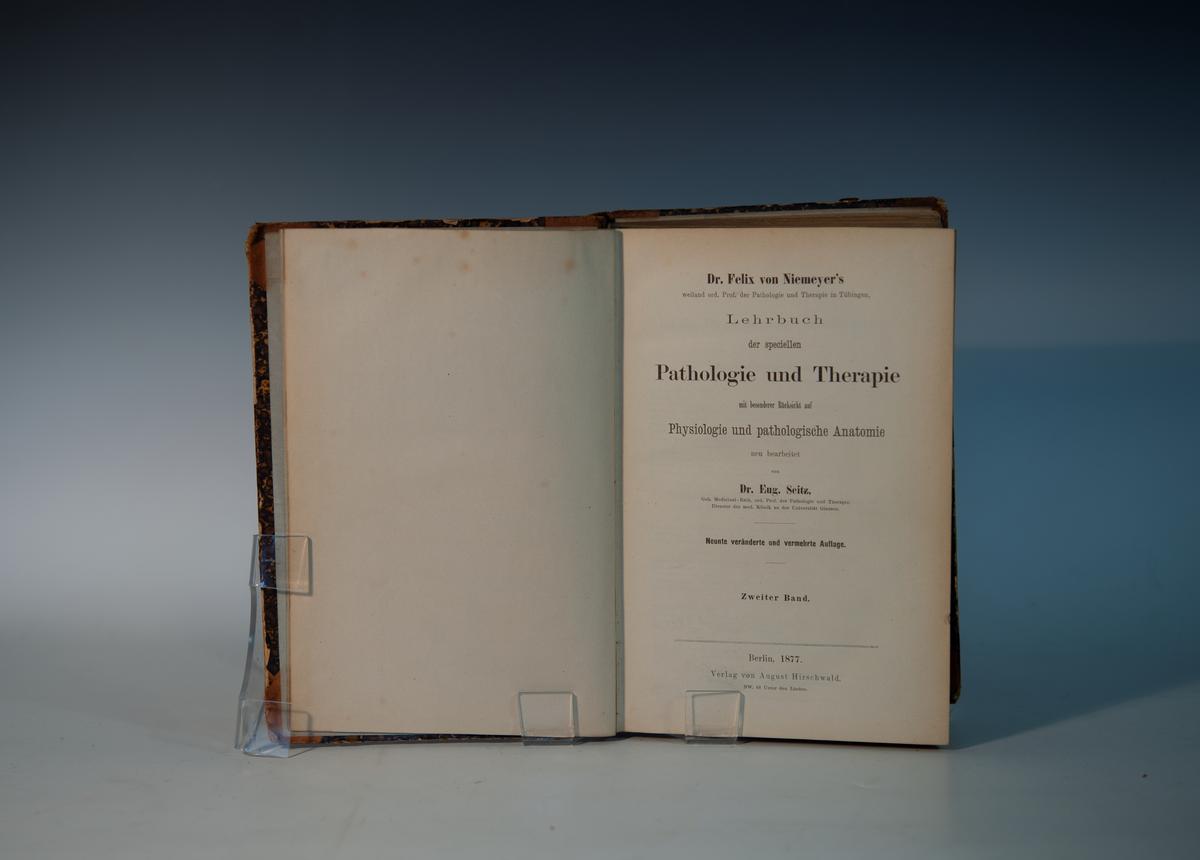 Dr. Felix von Niemeyer's
weiland ord. Prof. der Pathologie und Therapie in Tübingen,
Lehrbuch
der speciellen
Pathologie und Therapie
mit besonderer Rücksicht auf
Physiologie und pathologische Anatomie
neu bearbeitet
von
Dr. Eug. Seitz,
Geh. Medicinal-Rath, ord. Prof. der Pathologie und Therapie,
Director der med. Klinik an der Universität Giessen.
Neunte veränderte und vermehrte Auflage.
Zweiter Band.
Berlin, 1877.
Verlag von August Hirschwald.
NW. 68 Unter den Linden.